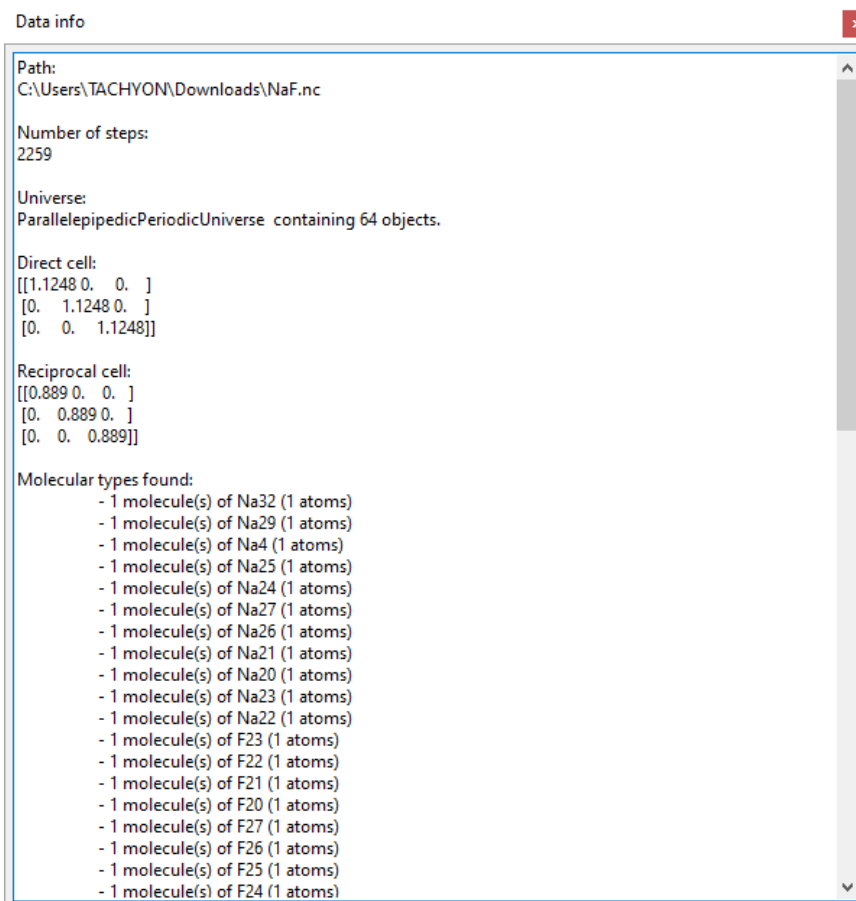 Data info
Path:
C:\Users\TACHYON\Downloads\NaF.nc
Number of steps:
2259
Universe:
ParallelepipedicPeriodicUniverse  containing 64 objects.
Direct cell:
[[1.1248 0.    0.   ]
[0.    1.1248 0.   ]
[0.    0.    1.1248]]
Reciprocal cell:
[[0.889 0.   0.   ]
[0.   0.889 0.   ]
[0.   0.   0.889]]
Molecular types found:
- 1 molecule(s) of Na32 (1 atoms)
- 1 molecule(s) of Na29 (1 atoms)
- 1 molecule(s) of Na4 (1 atoms)
- 1 molecule(s) of Na25 (1 atoms)
- 1 molecule(s) of Na24 (1 atoms)
- 1 molecule(s) of Na27 (1 atoms)
- 1 molecule(s) of Na26 (1 atoms)
- 1 molecule(s) of Na21 (1 atoms)
- 1 molecule(s) of Na20 (1 atoms)
- 1 molecule(s) of Na23 (1 atoms)
- 1 molecule(s) of Na22 (1 atoms)
- 1 molecule(s) of F23 (1 atoms)
- 1 molecule(s) of F22 (1 atoms)
- 1 molecule(s) of F21 (1 atoms)
- 1 molecule(s) of F20 (1 atoms)
- 1 molecule(s) of F27 (1 atoms)
- 1 molecule(s) of F26 (1 atoms)
- 1 molecule(s) of F25 (1 atoms)
- 1 molecule(s) of F24 (1 atoms)